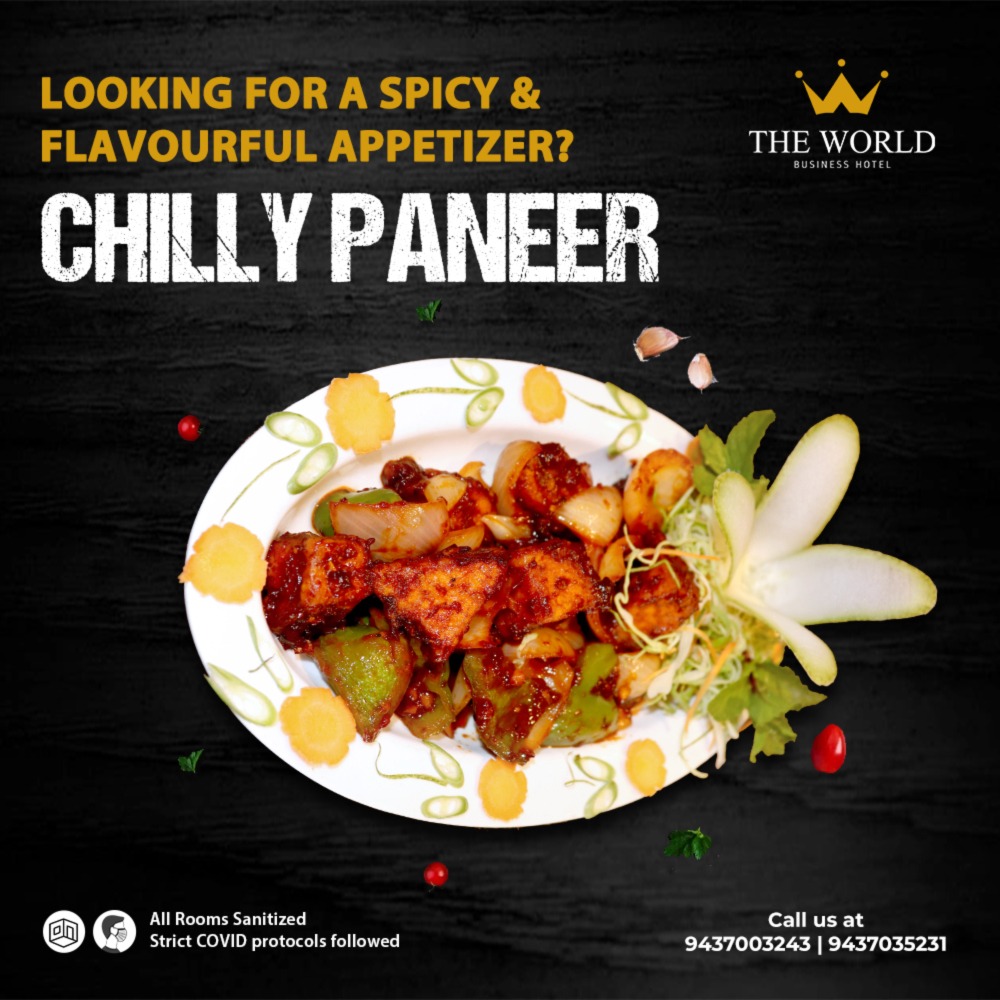 LOOKING FOR A SPICY &
FLAVOURFUL APPETIZER?
CHILLY PANEER
THE WORLD
BUSINESS HOTEL
All Rooms Sanitized
Strict COVID protocols followed
Call us at
9437003243 | 9437035231